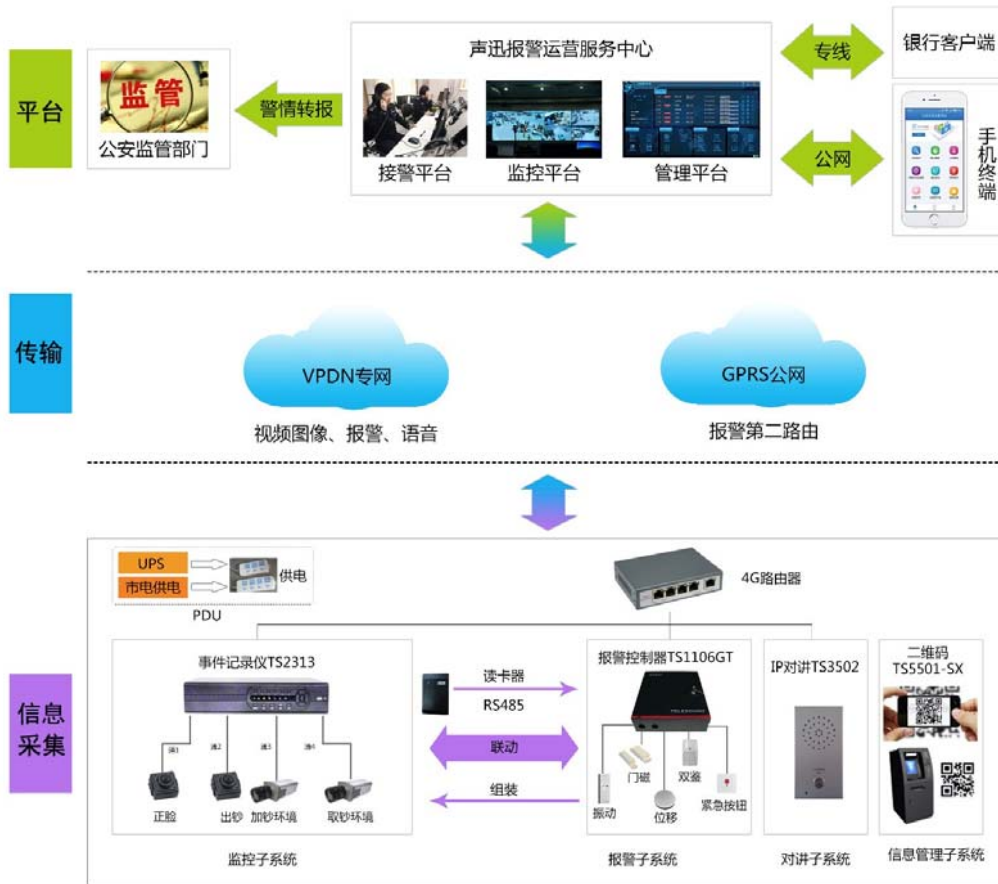 平台
监管
公安监管部门
警情转报
声迅报警运营服务中心
接警平台
监控平台
管理平台
专线
公网
银行客户端
手机终端
传输
VPDN专网
视频图像、报警、语音
GPRS公网
报警第二路由
信息
采集
UPS
市电供电
供电
PDU
4G路由器
事件记录仪TS2313
通1
通2
通3
通4
正脸
出钞
加钞环境
取钞环境
监控子系统
读卡器
RS485
联动
组装
报警控制器TS1106GT
门磁
双鉴
振动
位移
紧急按钮
报警子系统
IP对讲TS3502
对讲子系统
二维码
TS5501-SX
信息管理子系统